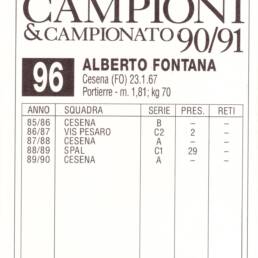 CAMPIONI
& CAMPIONATO 90/91
96 ALBERTO FONTANA
Cesena (FO) 23.1.67
Portierre - m. 1,81; kg 70
ANNO SQUADRA SERIE PRES. RETI
85/86 CESENA B – –
86/87 VIS PESARO C2 2 –
87/88 CESENA A – –
88/89 SPAL C1 29 –
89/90 CESENA A – –